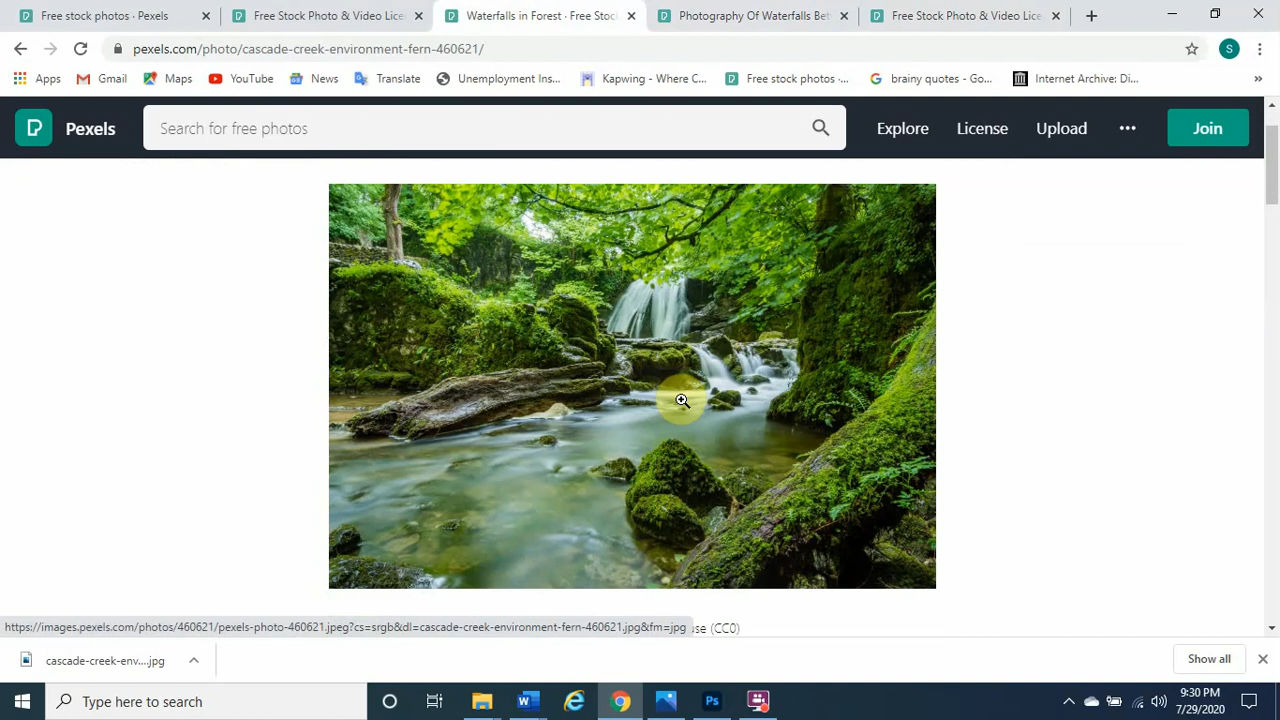 Free stock photos · Pexels
Free Stock Photo & Video Lice
Waterfalls in Forest · Free Stock
Photography Of Waterfalls Bet
Free Stock Photo & Video Lice
pexels.com/photo/cascade-creek-environment-fern-460621/
S
Apps
Gmail
Maps
YouTube
News
Translate
Unemployment Ins...
Kapwing - Where C...
Free stock photos ·...
brainy quotes - Go...
Internet Archive: Di...
»
Pexels
Search for free photos
Explore
License
Upload
•••
Join
https://images.pexels.com/photos/460621/pexels-photo-460621.jpeg?cs=srgb&dl=cascade-creek-environment-fern-460621.jpg&fm=jpg
(CC0)
cascade-creek-env....jpg
Show all
Type here to search
9:30 PM
7/29/2020